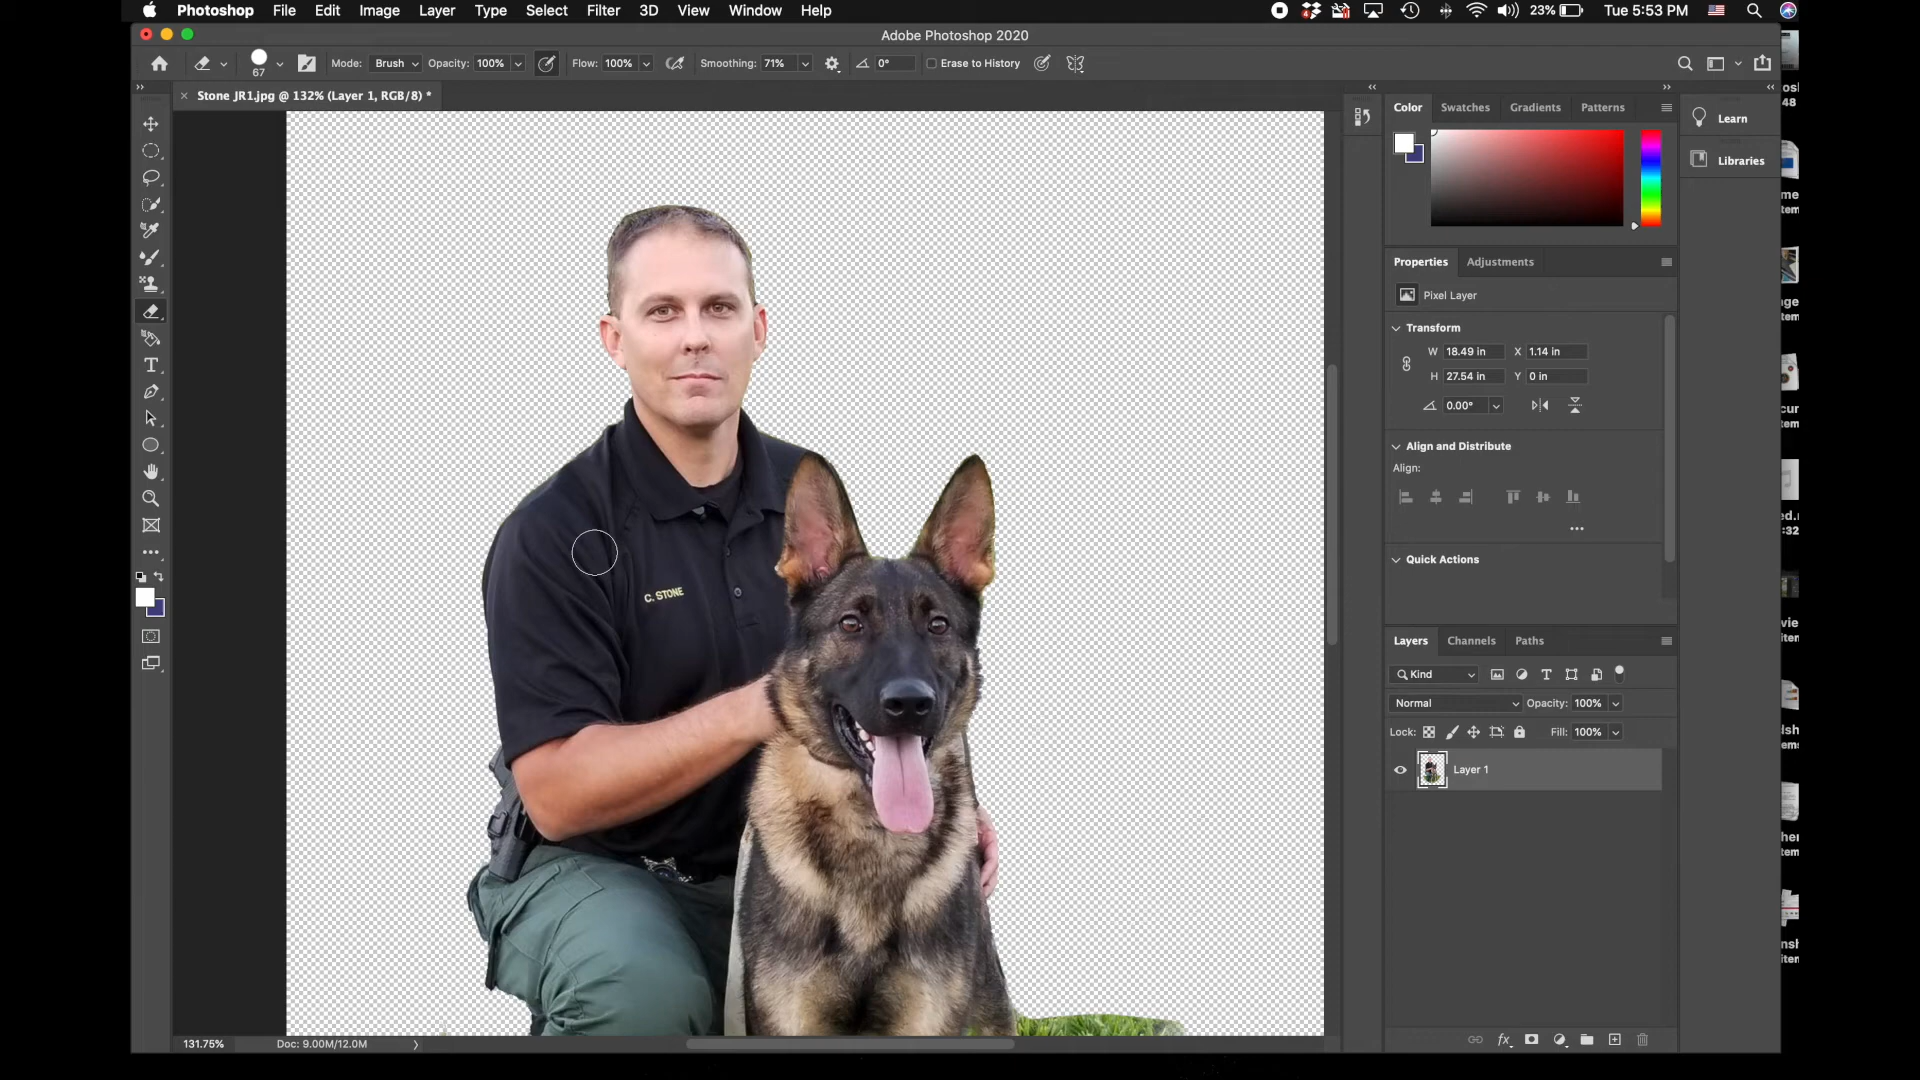 Photoshop File Edit Image Layer Type Select Filter 3D View Window Help 4 23% Tue 5:53 PM
Adobe Photoshop 2020
67 Mode: Brush Opacity: 100% Flow: 100% Smoothing: 71% 0° Erase to History
Stone JR1.jpg @ 132% (Layer 1, RGB/8) *
Color Swatches Gradients Patterns
Learn
Libraries
Properties Adjustments
Pixel Layer
Transform
W 18.49 in X 1.14 in
H 27.54 in Y 0 in
0.00°
Align and Distribute
Align:
Quick Actions
C. STONE
Layers Channels Paths
Kind
Normal Opacity: 100%
Lock: Fill: 100%
Layer 1
131.75% Doc: 9.00M/12.0M